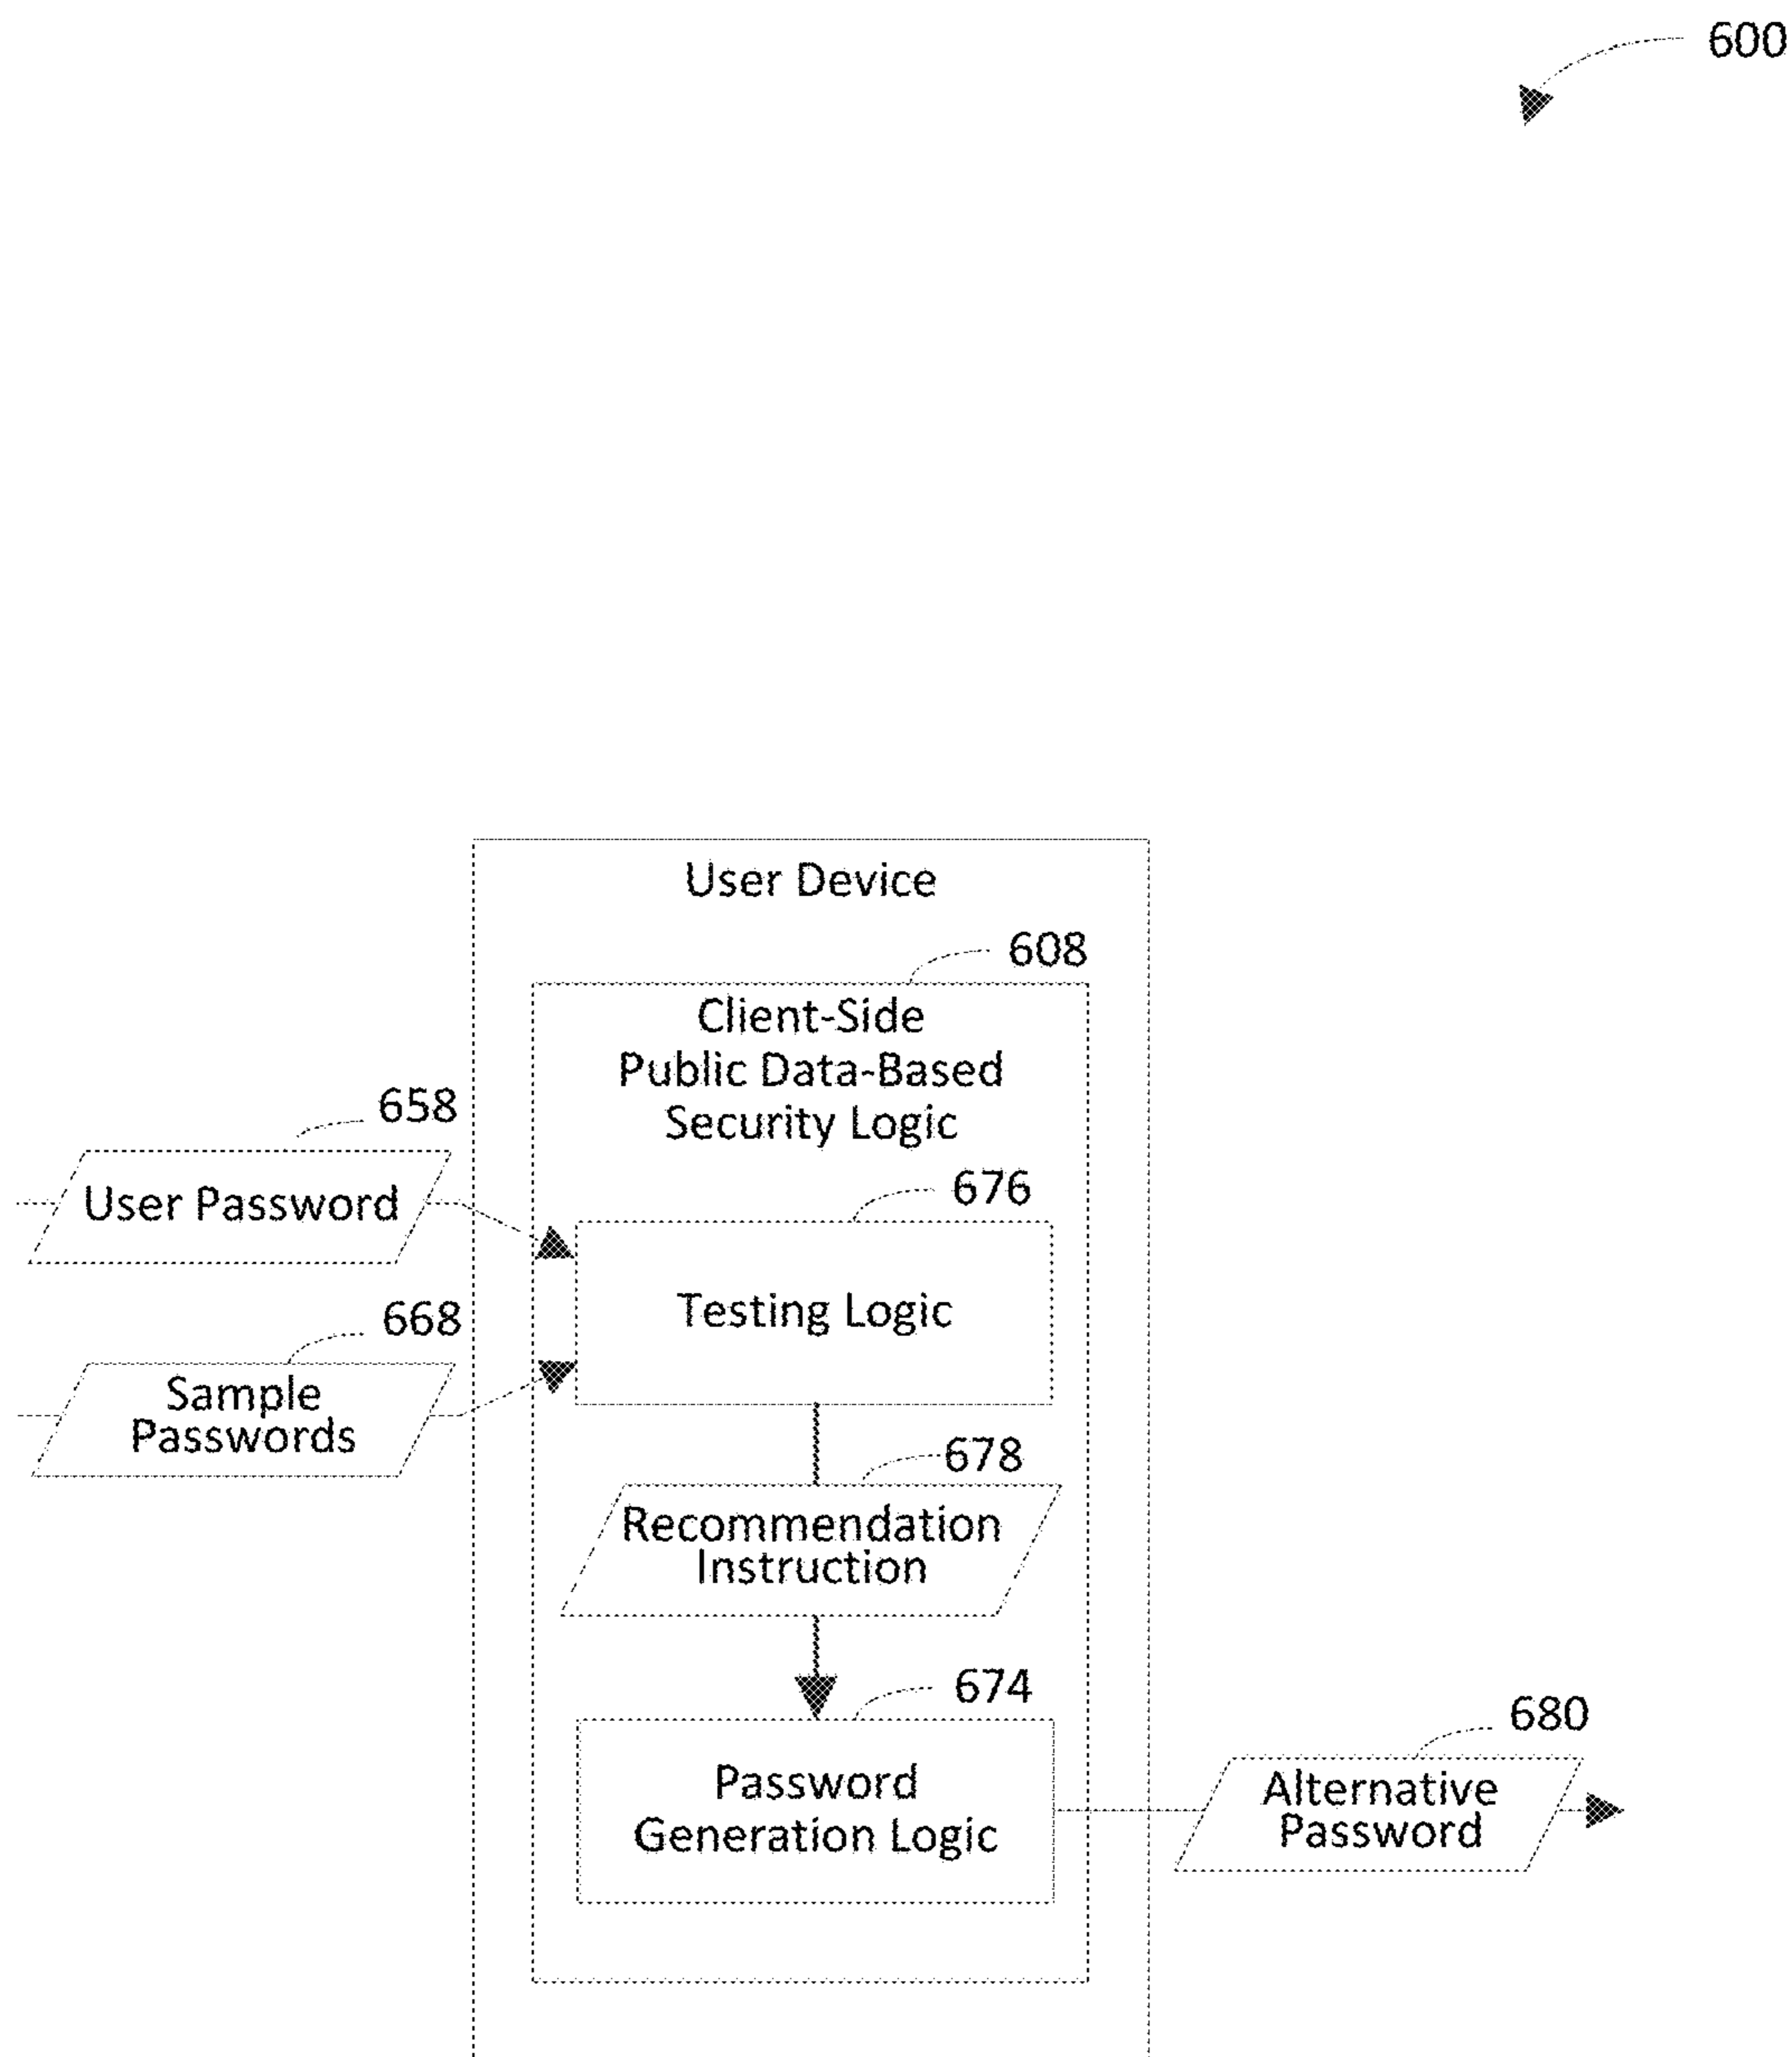 600
User Device
608
Client-Side
Public Data-Based
Security Logic
658
User Password
676
Testing Logic
668
Sample
Passwords
678
Recommendation
Instruction
674
Password
Generation Logic
680
Alternative
Password